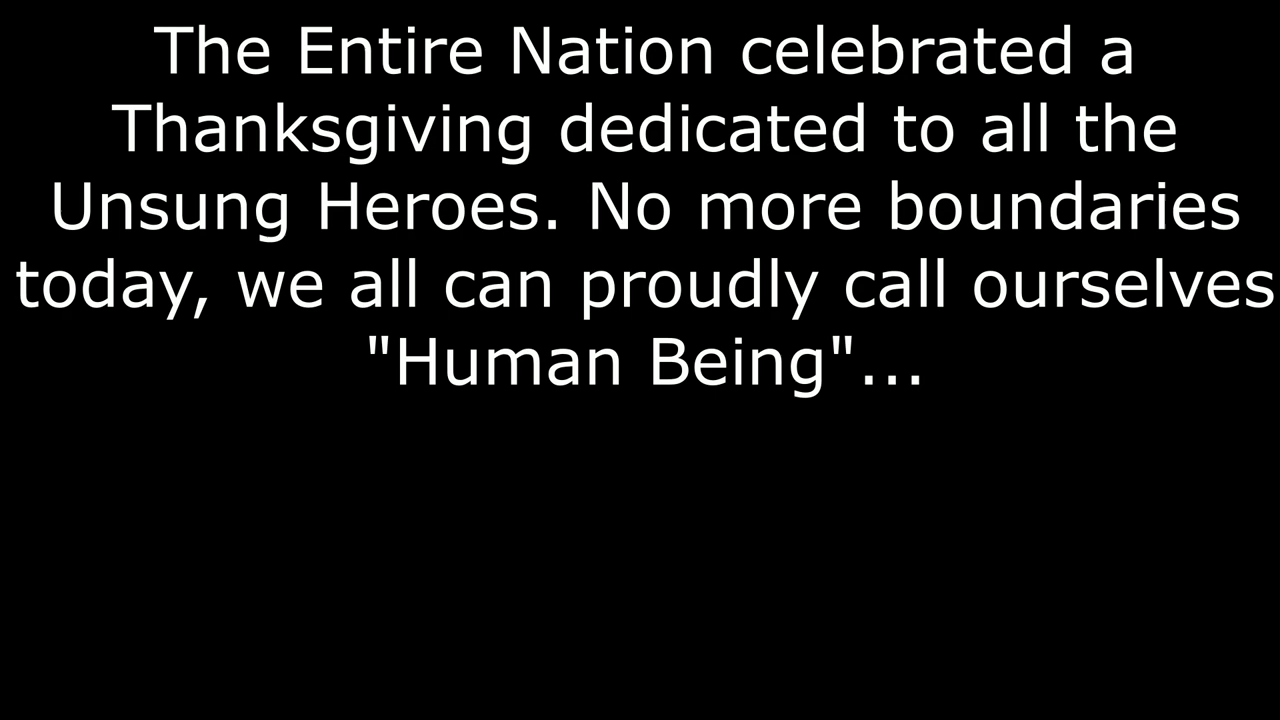 The Entire Nation celebrated a
Thanksgiving dedicated to all the
Unsung Heroes. No more boundaries
today, we all can proudly call ourselves
"Human Being"...